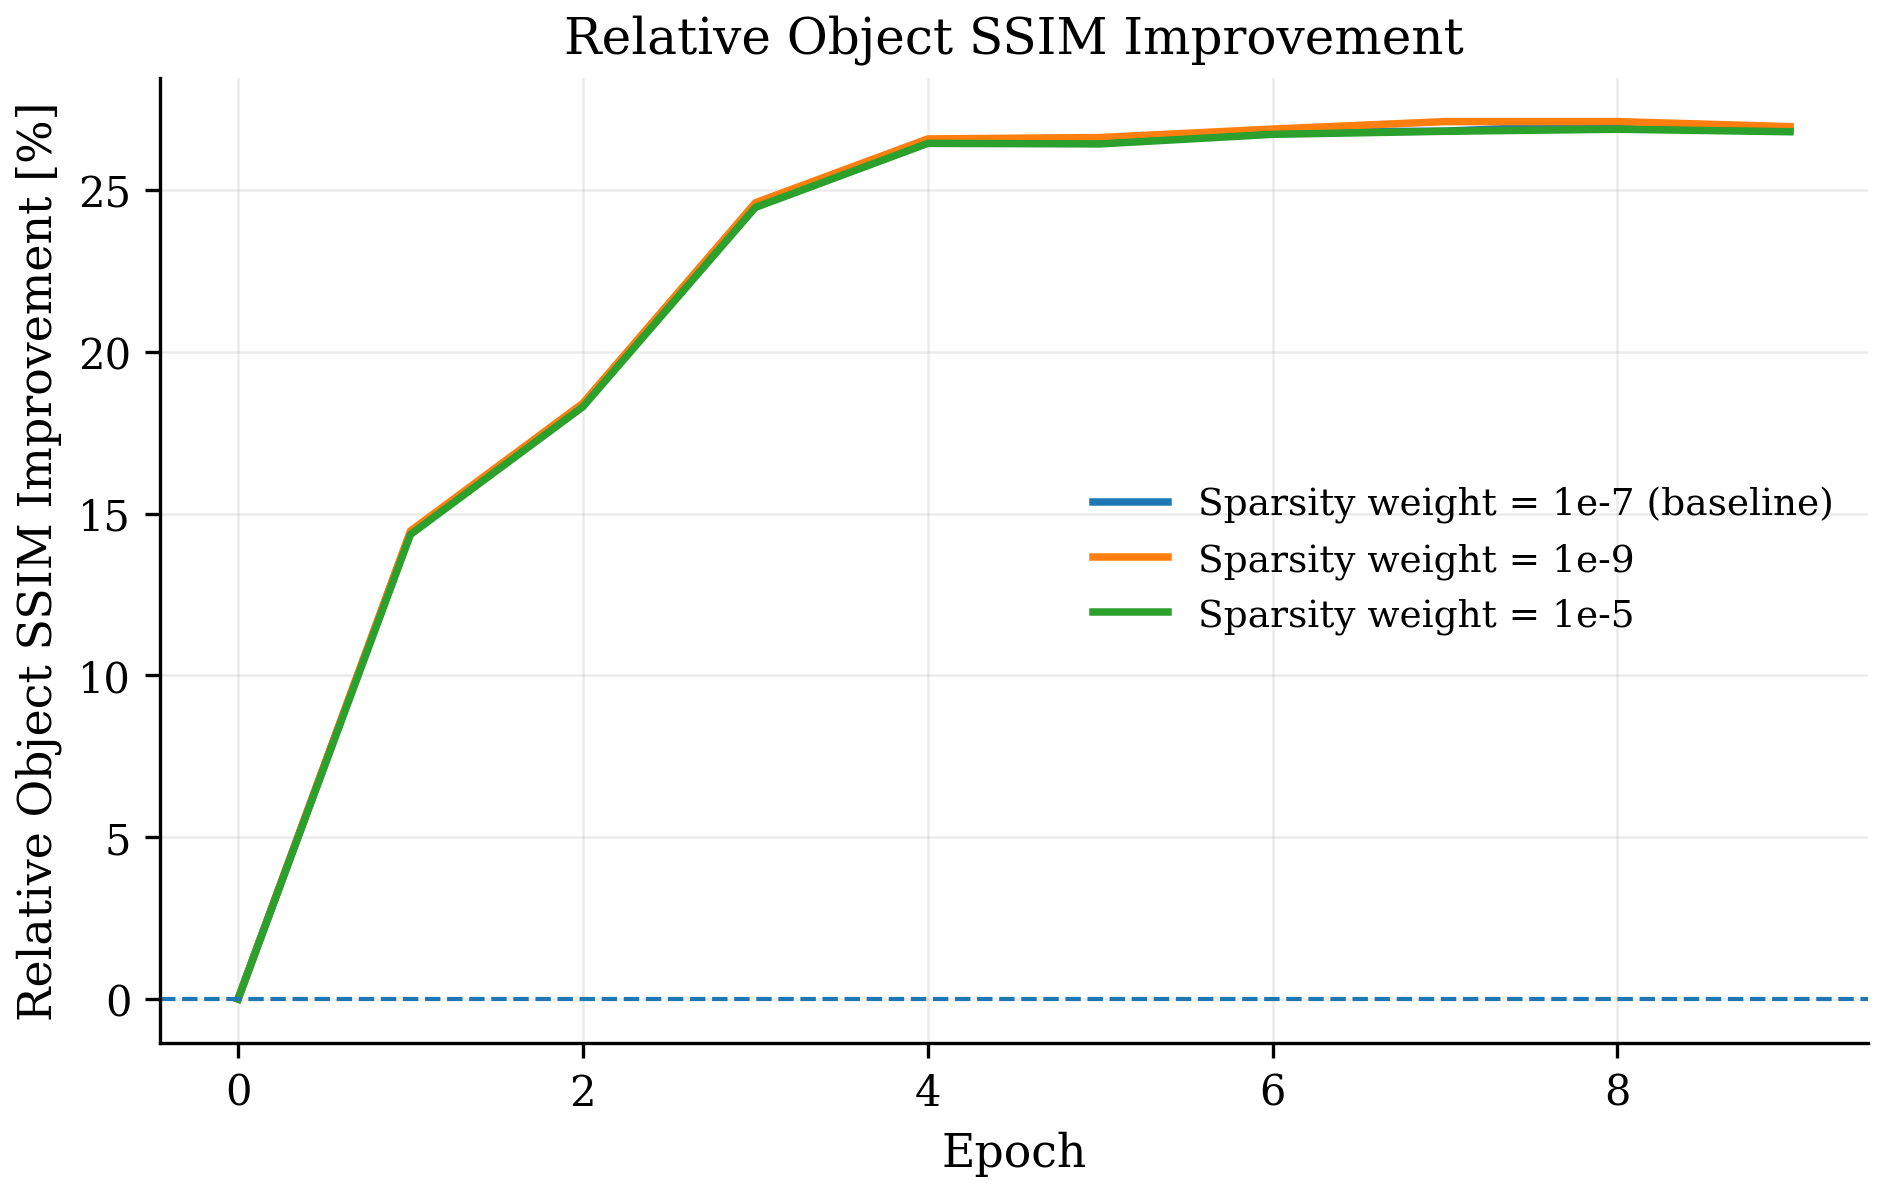 Relative Object SSIM Improvement
Relative Object SSIM Improvement [%]
25
20
15
10
5
0
Sparsity weight = 1e-7 (baseline)
Sparsity weight = 1e-9
Sparsity weight = 1e-5
0 2 4 6 8
Epoch